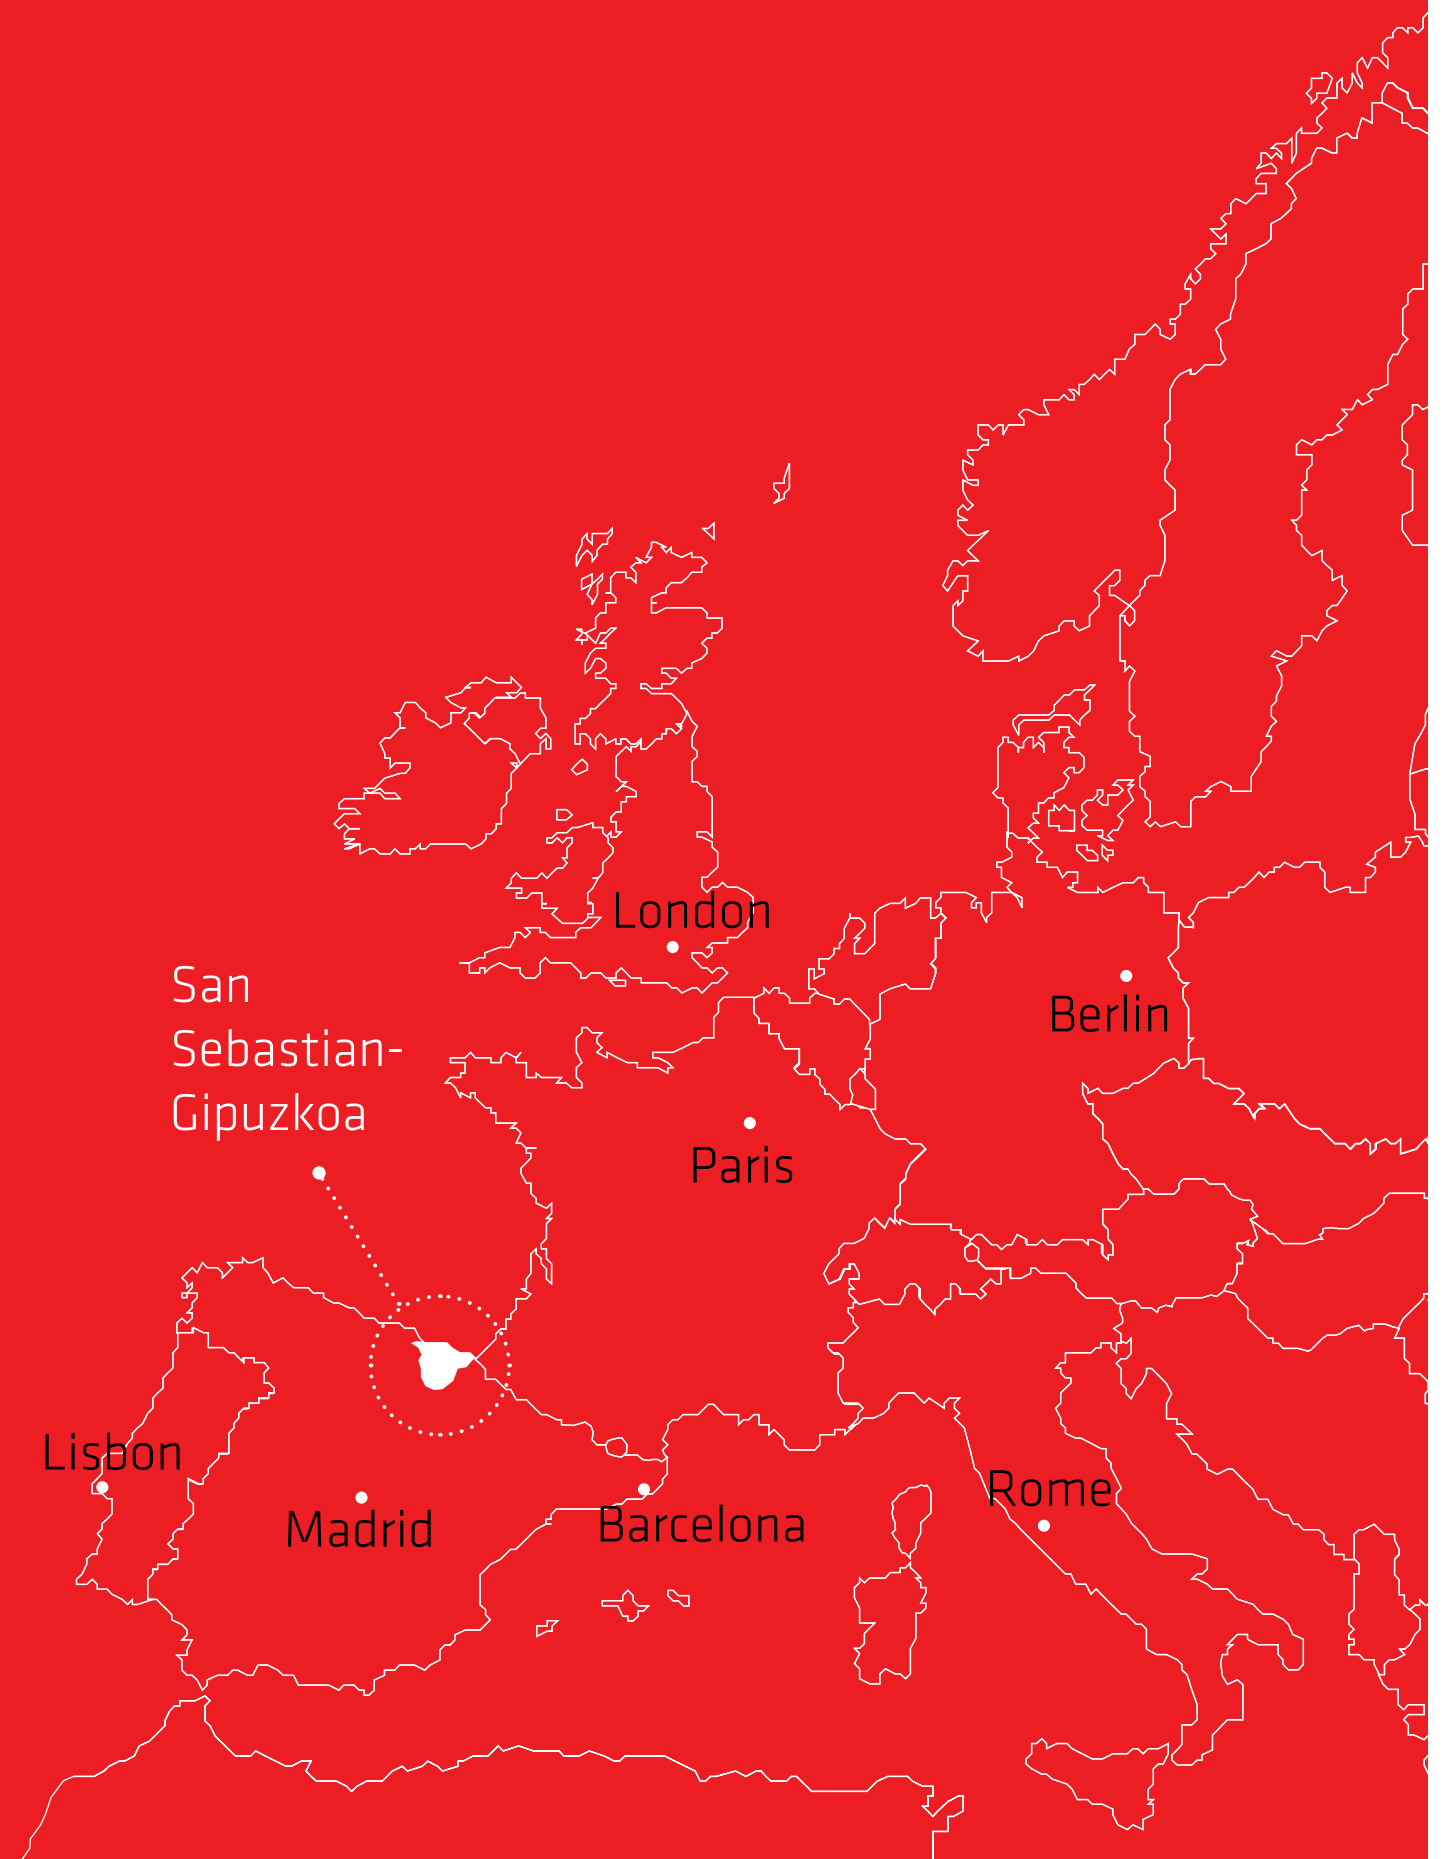 London
San
Sebastian-
Gipuzkoa
Berlin
Paris
Lisbon
Madrid
Barcelona
Rome